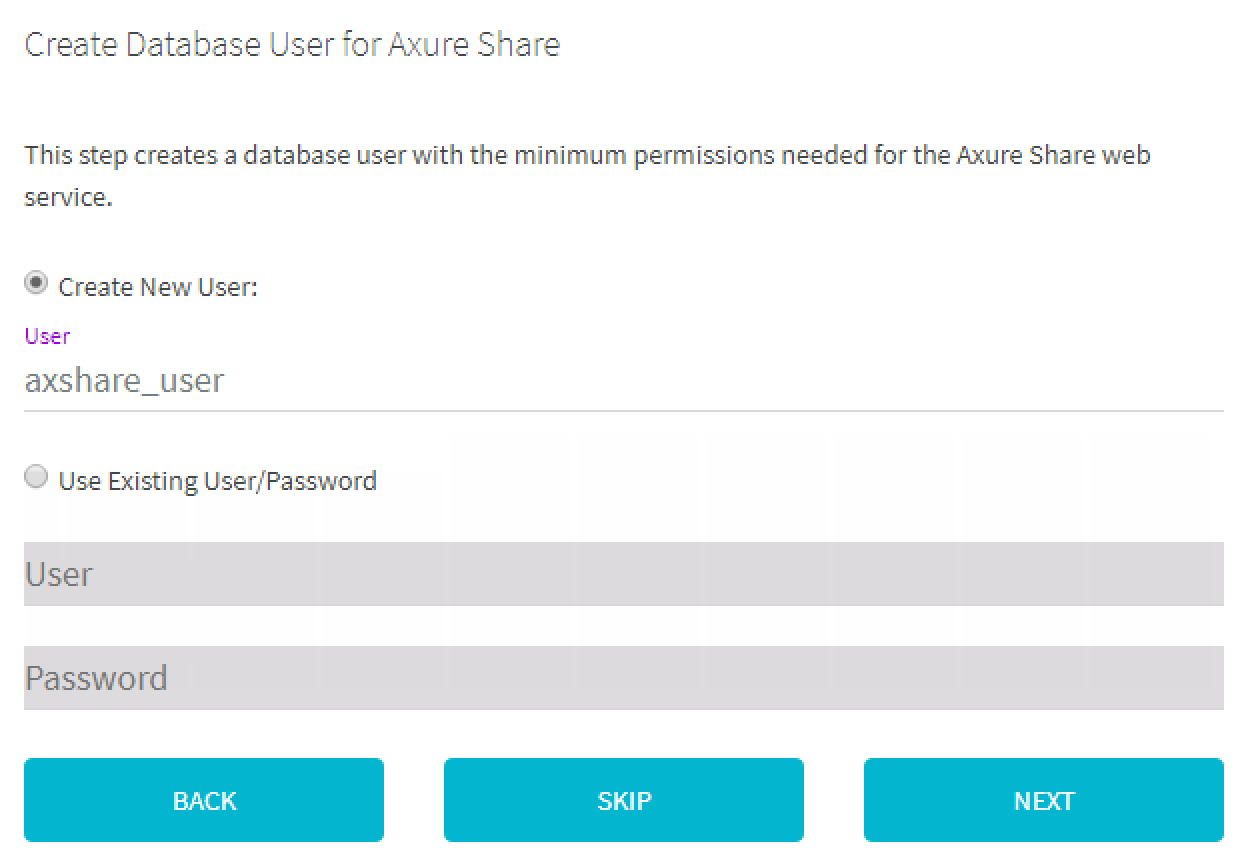 Create Database User for Axure Share
This step creates a database user with the minimum permissions needed for the Axure Share web
service.
Create New User:
User
axshare_user
Use Existing User/Password
User
Password
BACK
SKIP
NEXT